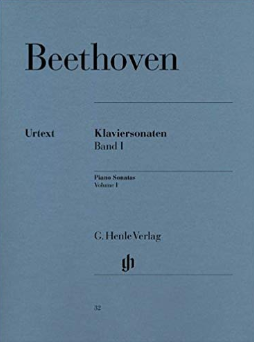 Beethoven
Urtext
Klaviersonaten
Band I
Piano Sonatas
Volume I
G. Henle Verlag
32